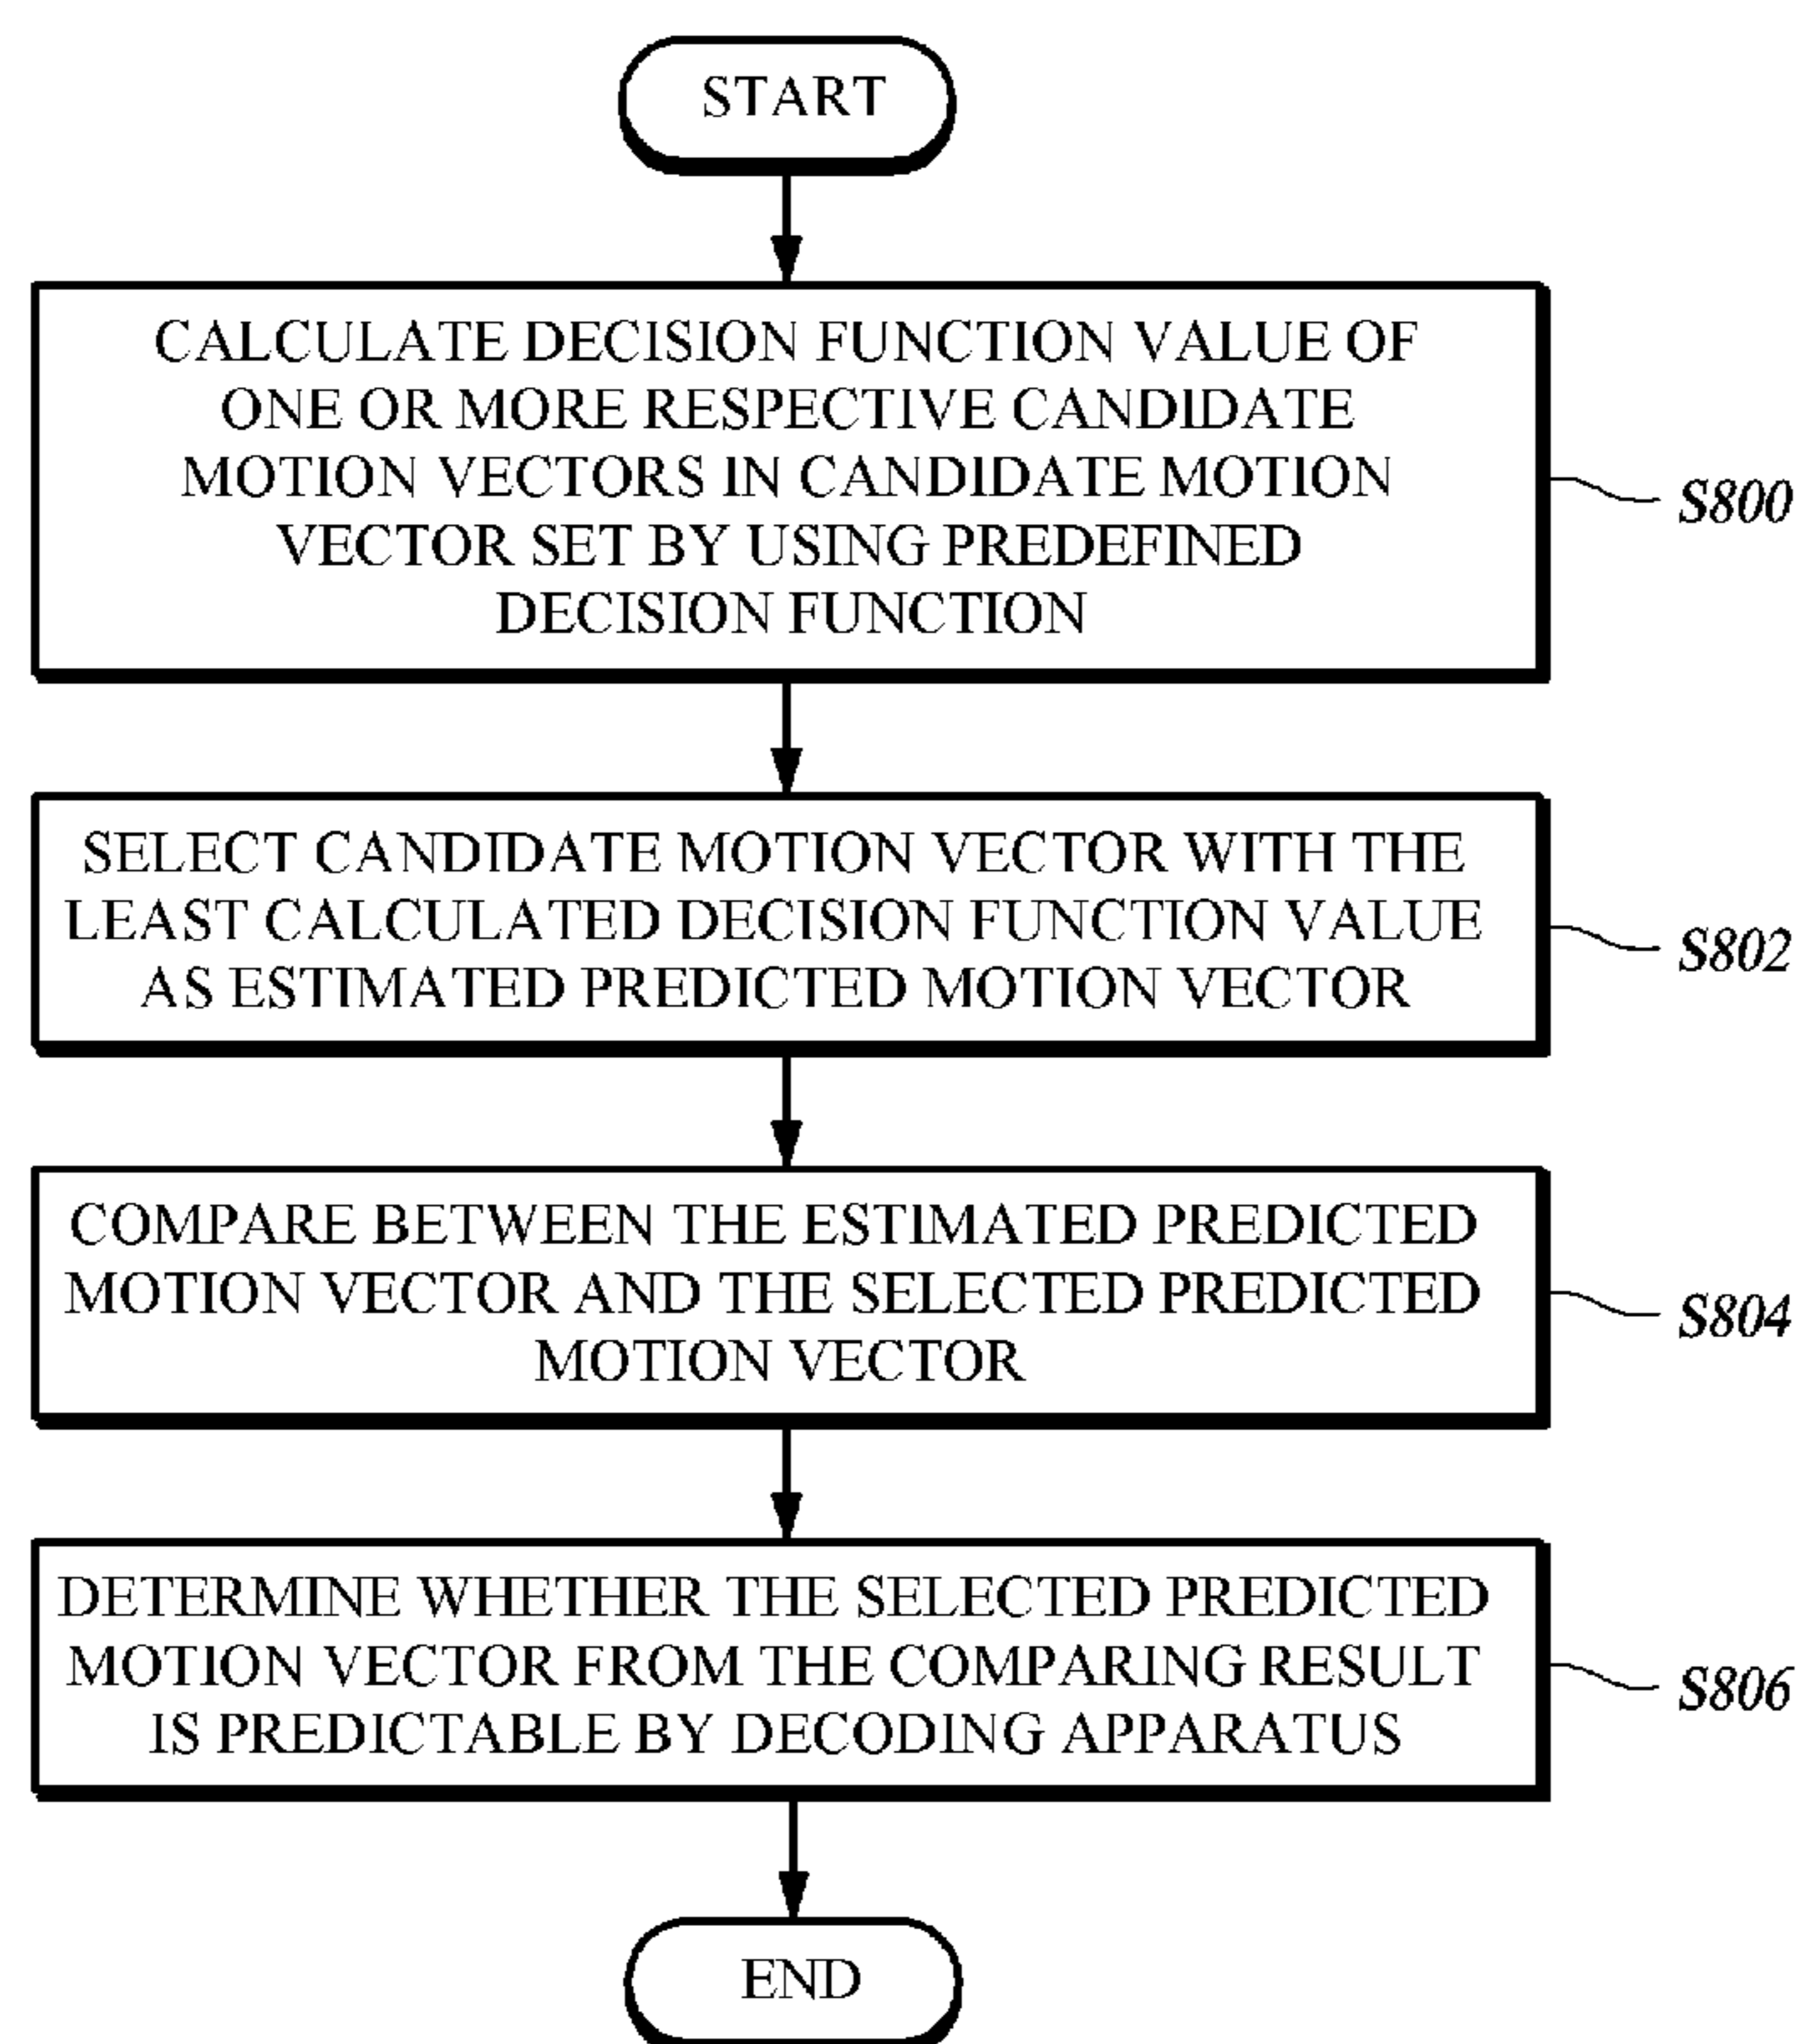 START
CALCULATE DECISION FUNCTION VALUE OF
ONE OR MORE RESPECTIVE CANDIDATE
MOTION VECTORS IN CANDIDATE MOTION
VECTOR SET BY USING PREDEFINED
DECISION FUNCTION
S800
SELECT CANDIDATE MOTION VECTOR WITH THE
LEAST CALCULATED DECISION FUNCTION VALUE
AS ESTIMATED PREDICTED MOTION VECTOR
S802
COMPARE BETWEEN THE ESTIMATED PREDICTED
MOTION VECTOR AND THE SELECTED PREDICTED
MOTION VECTOR
S804
DETERMINE WHETHER THE SELECTED PREDICTED
MOTION VECTOR FROM THE COMPARING RESULT
IS PREDICTABLE BY DECODING APPARATUS
S806
END